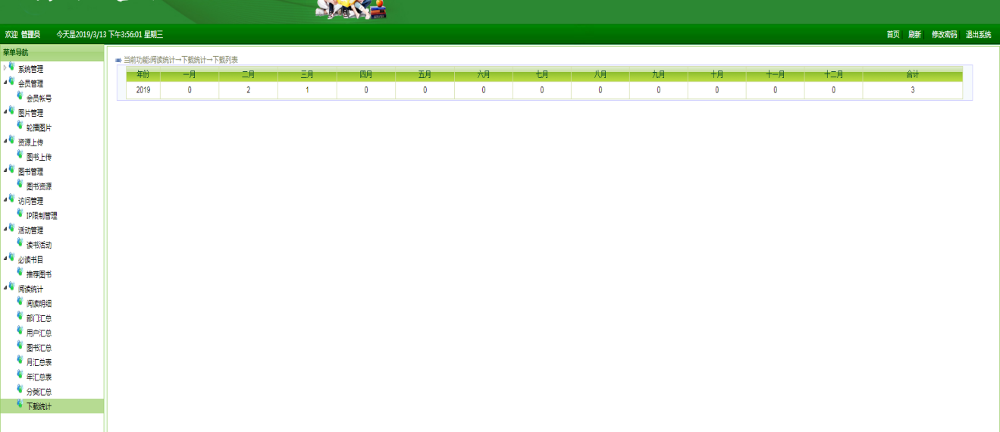 欢迎 管理员 今天是2019/3/13 下午3:56:01 星期三 首页 刷新 修改密码 退出系统
菜单导航
系统管理
会员管理
会员帐号
图片管理
轮播图片
资源上传
图书上传
图书管理
图书资源
访问管理
IP限制管理
活动管理
读书活动
必读书目
推荐图书
阅读统计
阅读明细
部门汇总
用户汇总
图书汇总
月汇总表
年汇总表
分类汇总
下载统计
当前功能:阅读统计→下载统计→下载列表
年份 一月 二月 三月 四月 五月 六月 七月 八月 九月 十月 十一月 十二月 合计
2019 0 2 1 0 0 0 0 0 0 0 0 0 3